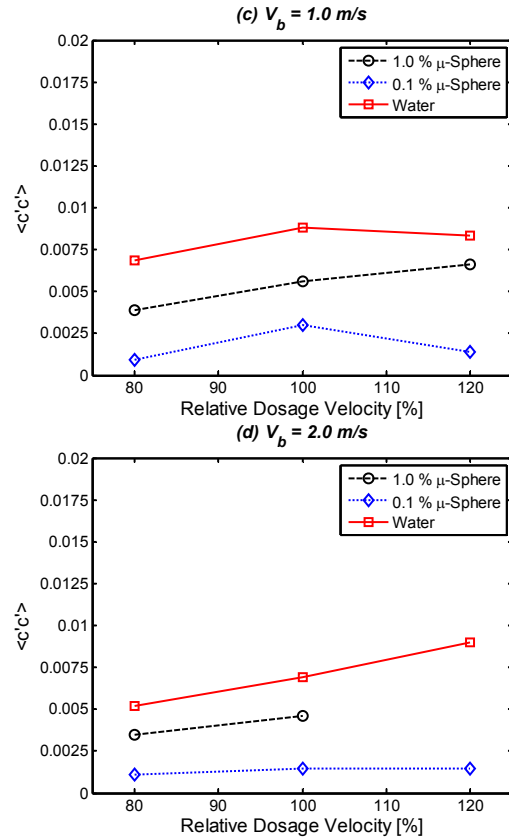 (c) V_b = 1.0 m/s
0.02
0.0175
0.015
0.0125
0.01
0.0075
0.005
0.0025
0
<c'c'>
1.0 % μ-Sphere
0.1 % μ-Sphere
Water
80 90 100 110 120
Relative Dosage Velocity [%]
(d) V_b = 2.0 m/s
0.02
0.0175
0.015
0.0125
0.01
0.0075
0.005
0.0025
0
<c'c'>
1.0 % μ-Sphere
0.1 % μ-Sphere
Water
80 90 100 110 120
Relative Dosage Velocity [%]